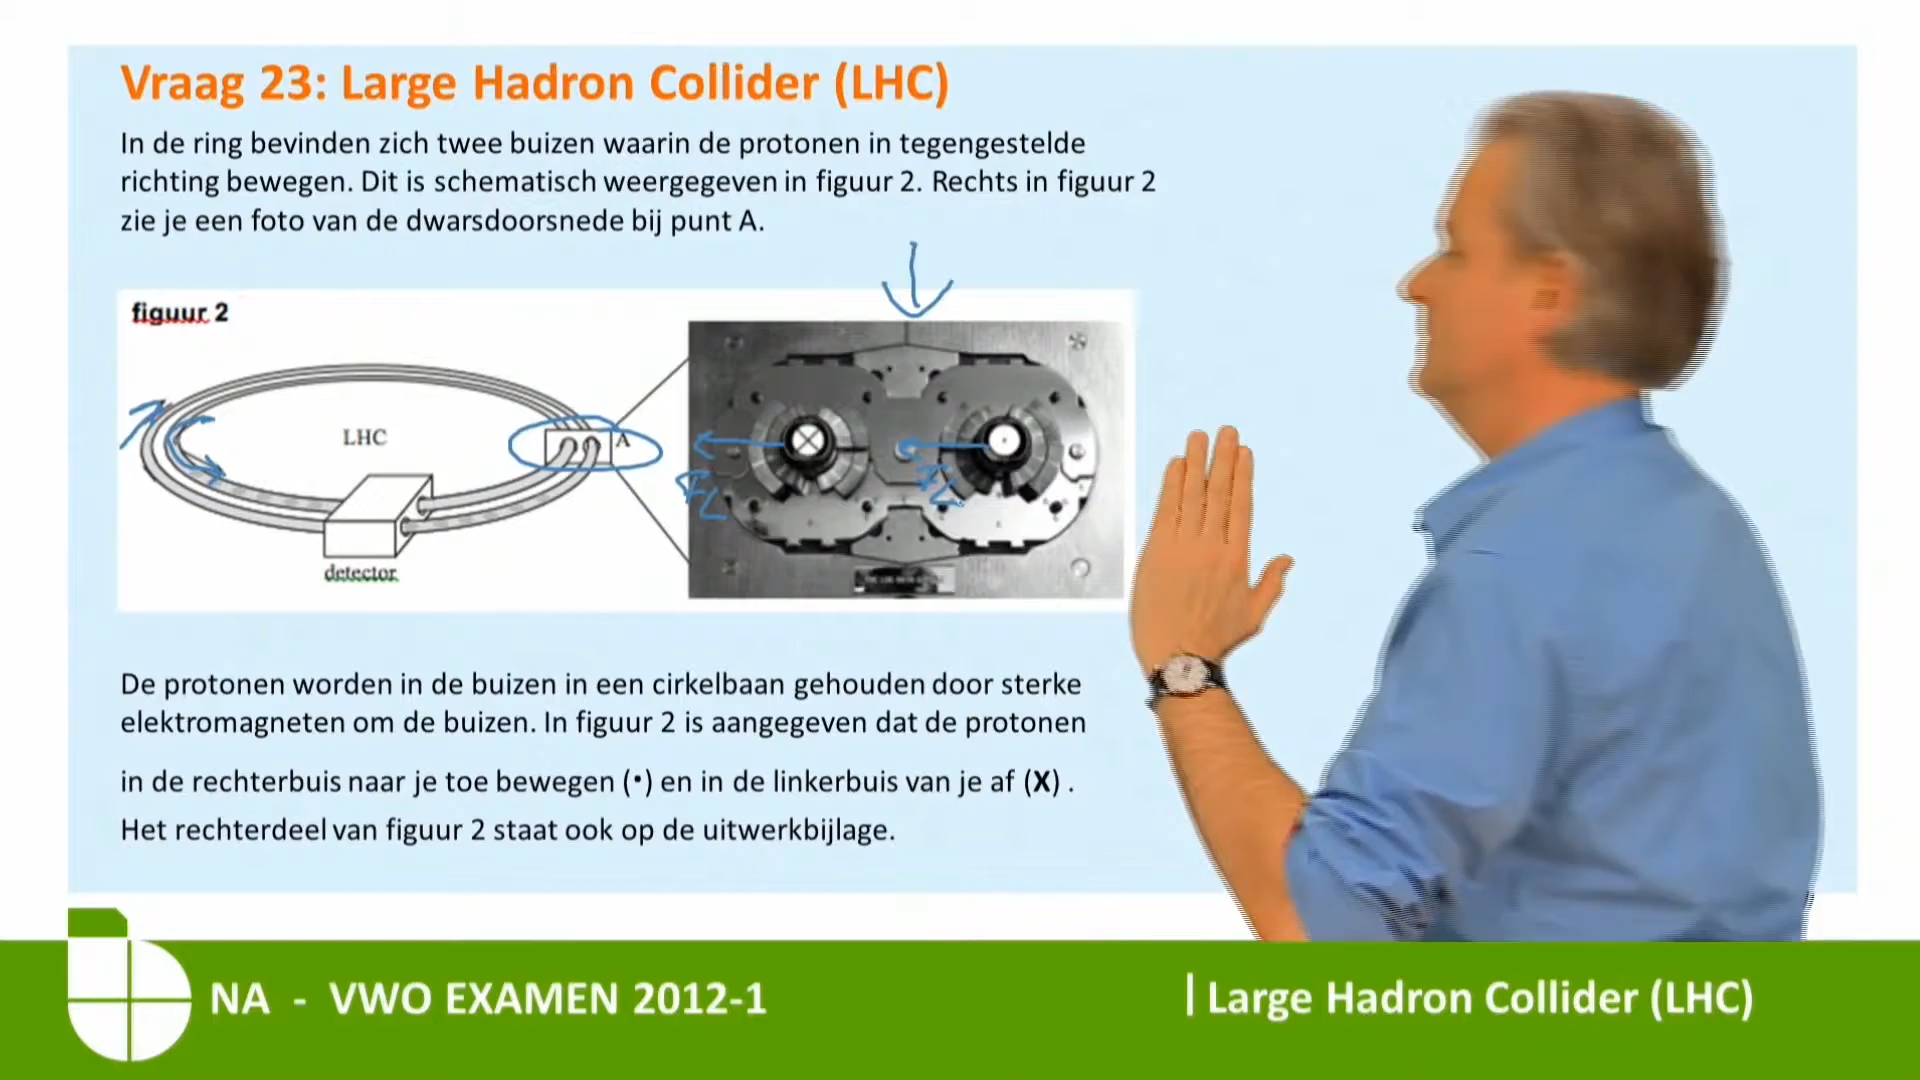 Vraag 23: Large Hadron Collider (LHC)
In de ring bevinden zich twee buizen waarin de protonen in tegengestelde
richting bewegen. Dit is schematisch weergegeven in figuur 2. Rechts in figuur 2
zie je een foto van de dwarsdoorsnede bij punt A.
figuur 2
LHC
A
detector
FL
FL
De protonen worden in de buizen in een cirkelbaan gehouden door sterke
elektromagneten om de buizen. In figuur 2 is aangegeven dat de protonen
in de rechterbuis naar je toe bewegen (·) en in de linkerbuis van je af (X) .
Het rechterdeel van figuur 2 staat ook op de uitwerkbijlage.
NA - VWO EXAMEN 2012-1
| Large Hadron Collider (LHC)